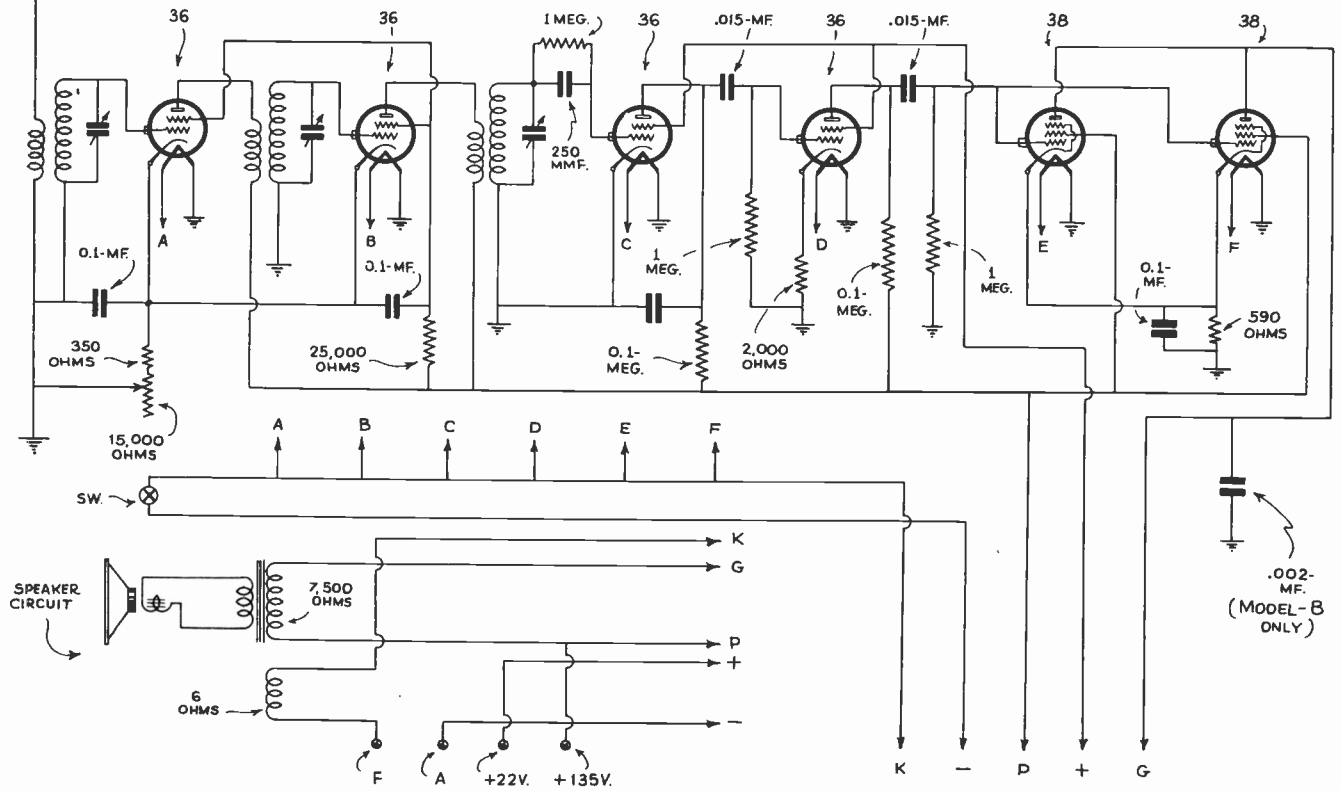 36
36
1 MEG.
36
.015-MF.
36
.015-MF.
38
38
250
MMF.
A
B
C
D
E
F
0.1-MF.
0.1-MF.
1
MEG.
0.1-
MEG.
1
MEG.
0.1-
MF.
590
OHMS
350
OHMS
25,000
OHMS
0.1-
MEG.
2,000
OHMS
15,000
OHMS
A
B
C
D
E
F
SW.
K
G
SPEAKER
CIRCUIT
7,500
OHMS
.002-
MF.
(MODEL-B
ONLY)
P
+
6
OHMS
-
F
A
+22V.
+135V.
K
-
P
+
G